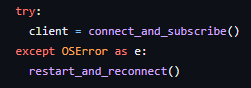 try:
  client = connect_and_subscribe()
except OSError as e:
  restart_and_reconnect()